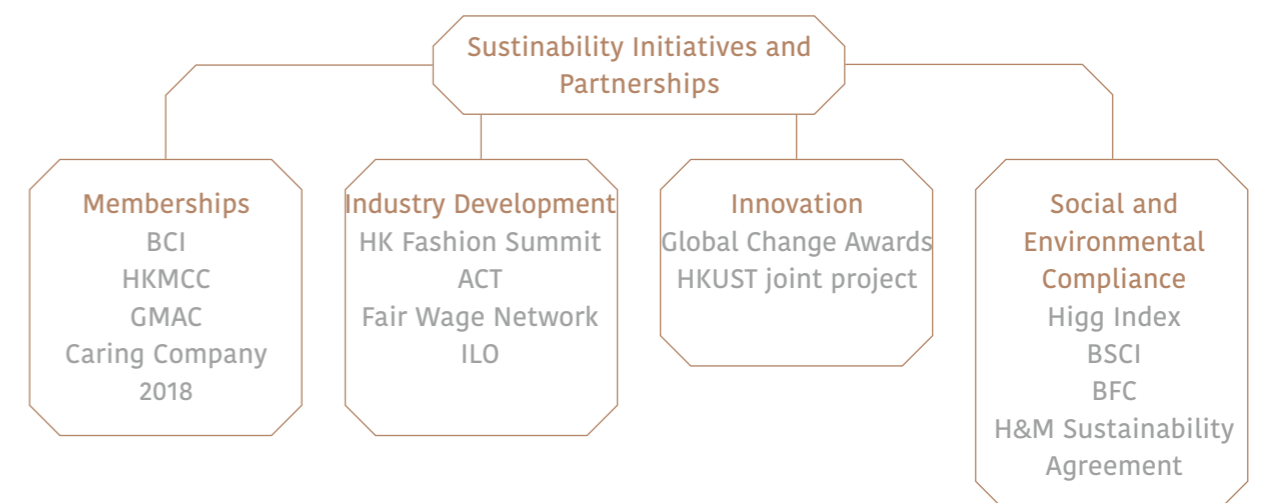 Sustinability Initiatives and
Partnerships
Memberships
BCI
HKMCC
GMAC
Caring Company
2018
Industry Development
HK Fashion Summit
ACT
Fair Wage Network
ILO
Innovation
Global Change Awards
HKUST joint project
Social and
Environmental
Compliance
Higg Index
BSCI
BFC
H&M Sustainability
Agreement